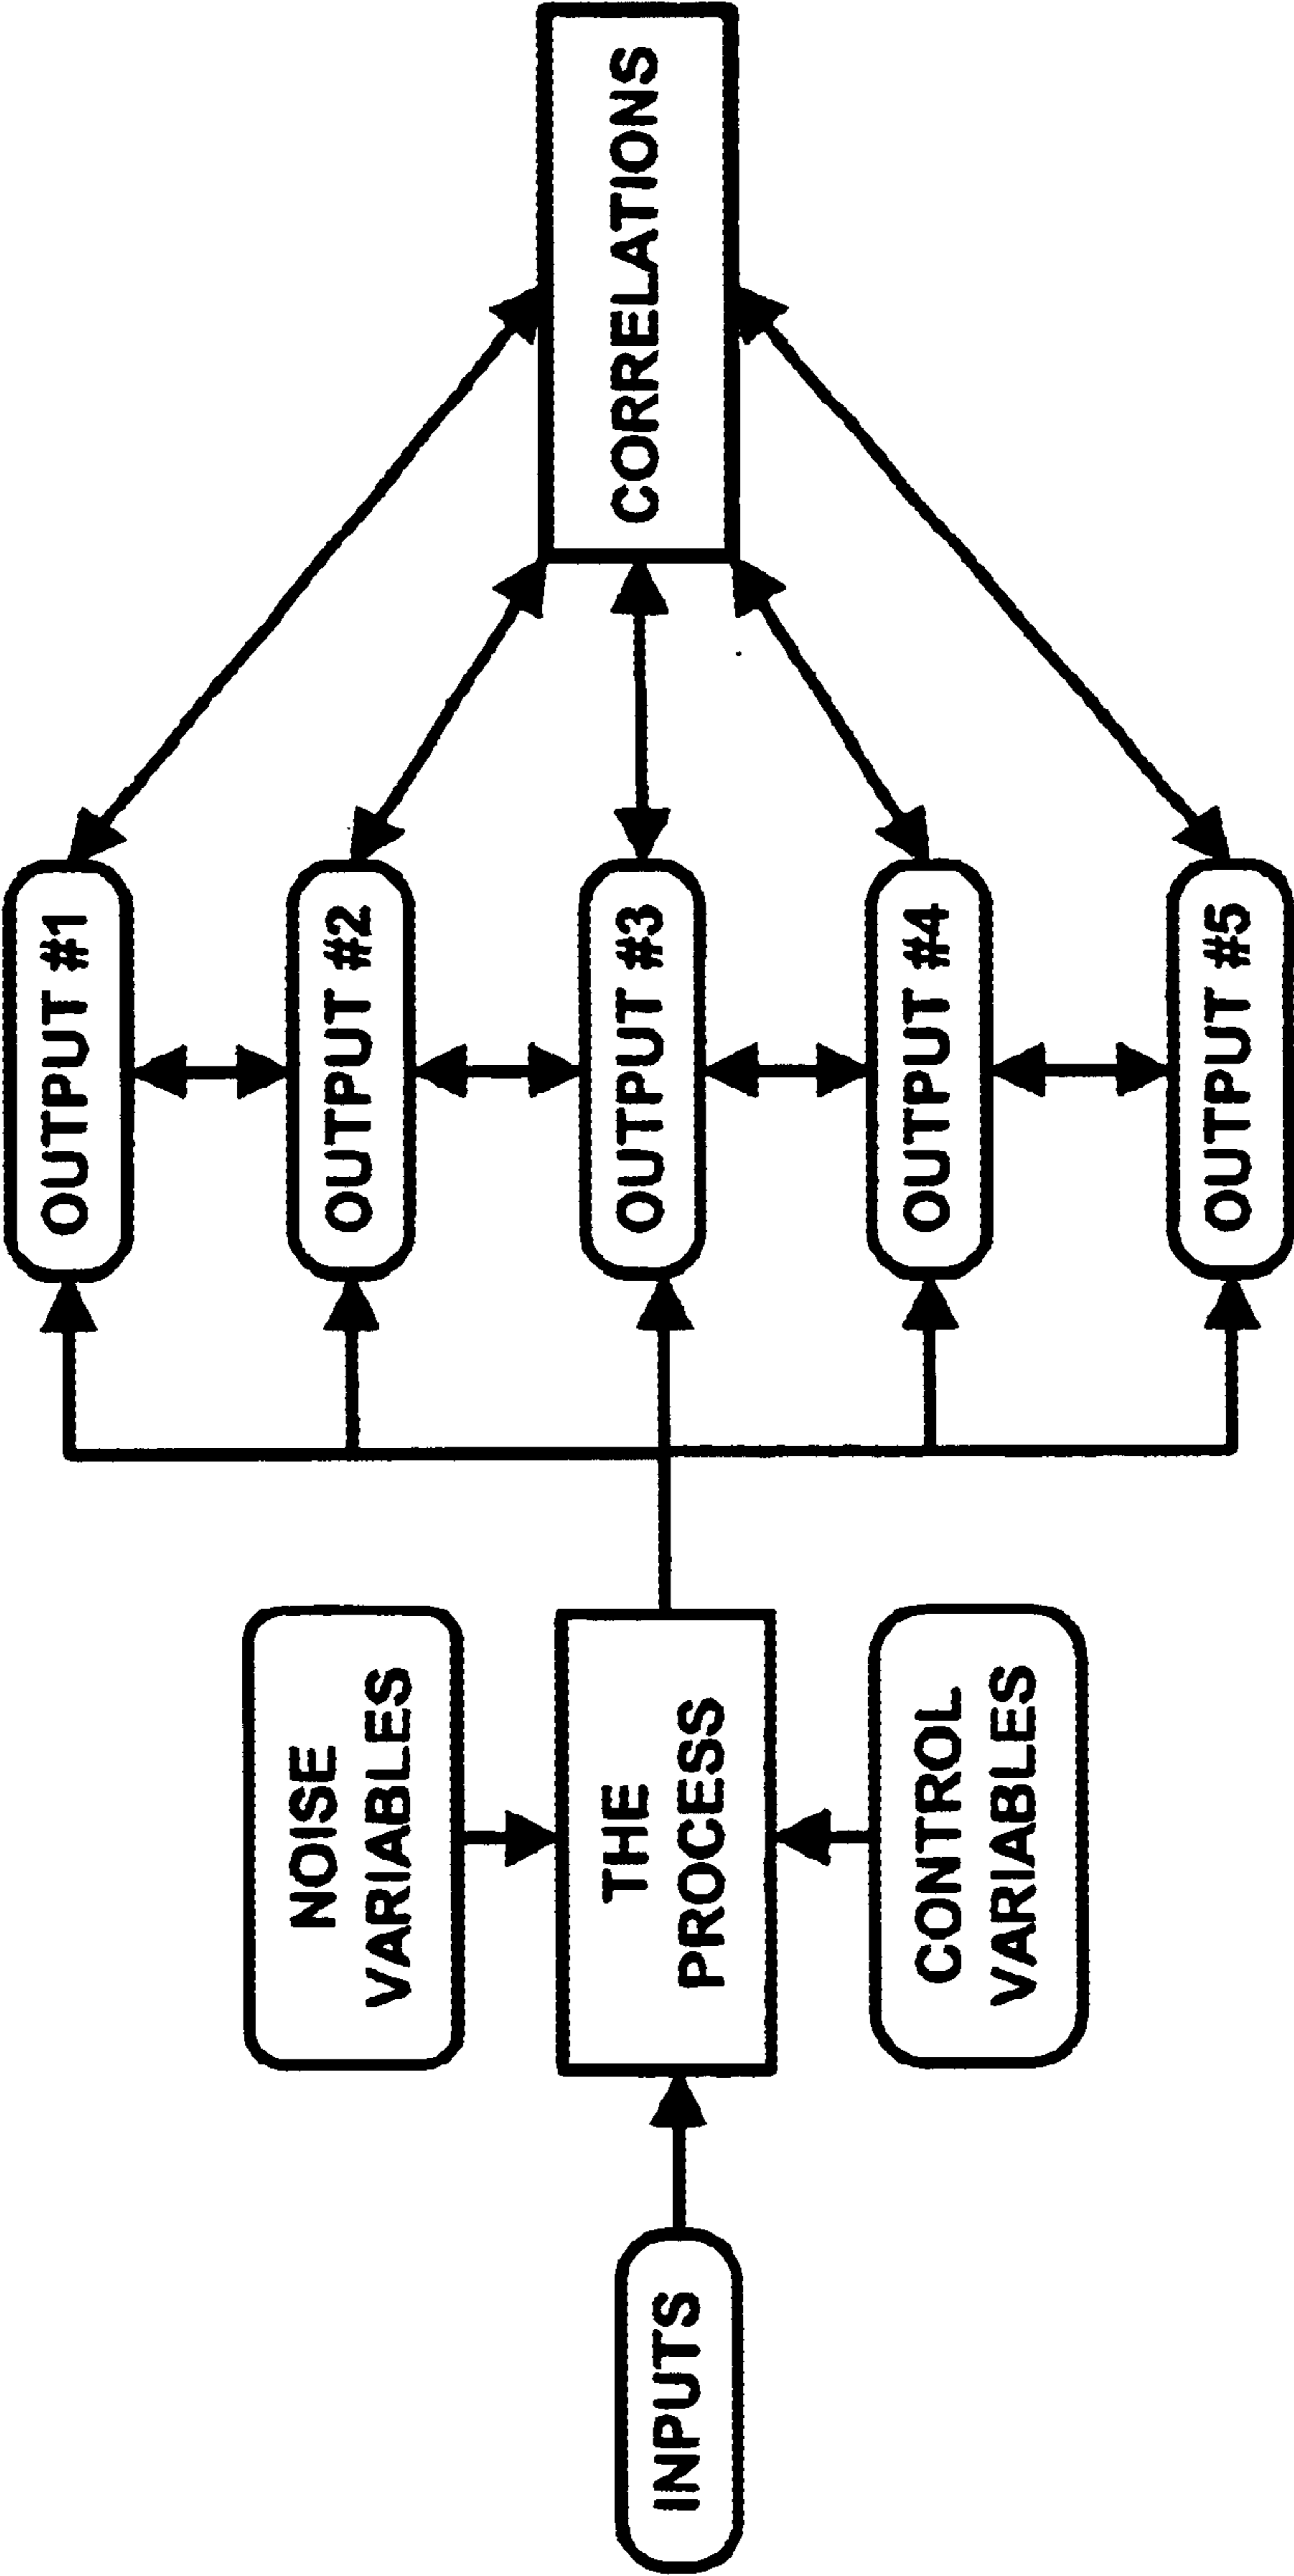 INPUTS
NOISE
VARIABLES
THE
PROCESS
CONTROL
VARIABLES
OUTPUT #1
OUTPUT #2
OUTPUT #3
OUTPUT #4
OUTPUT #5
CORRELATIONS